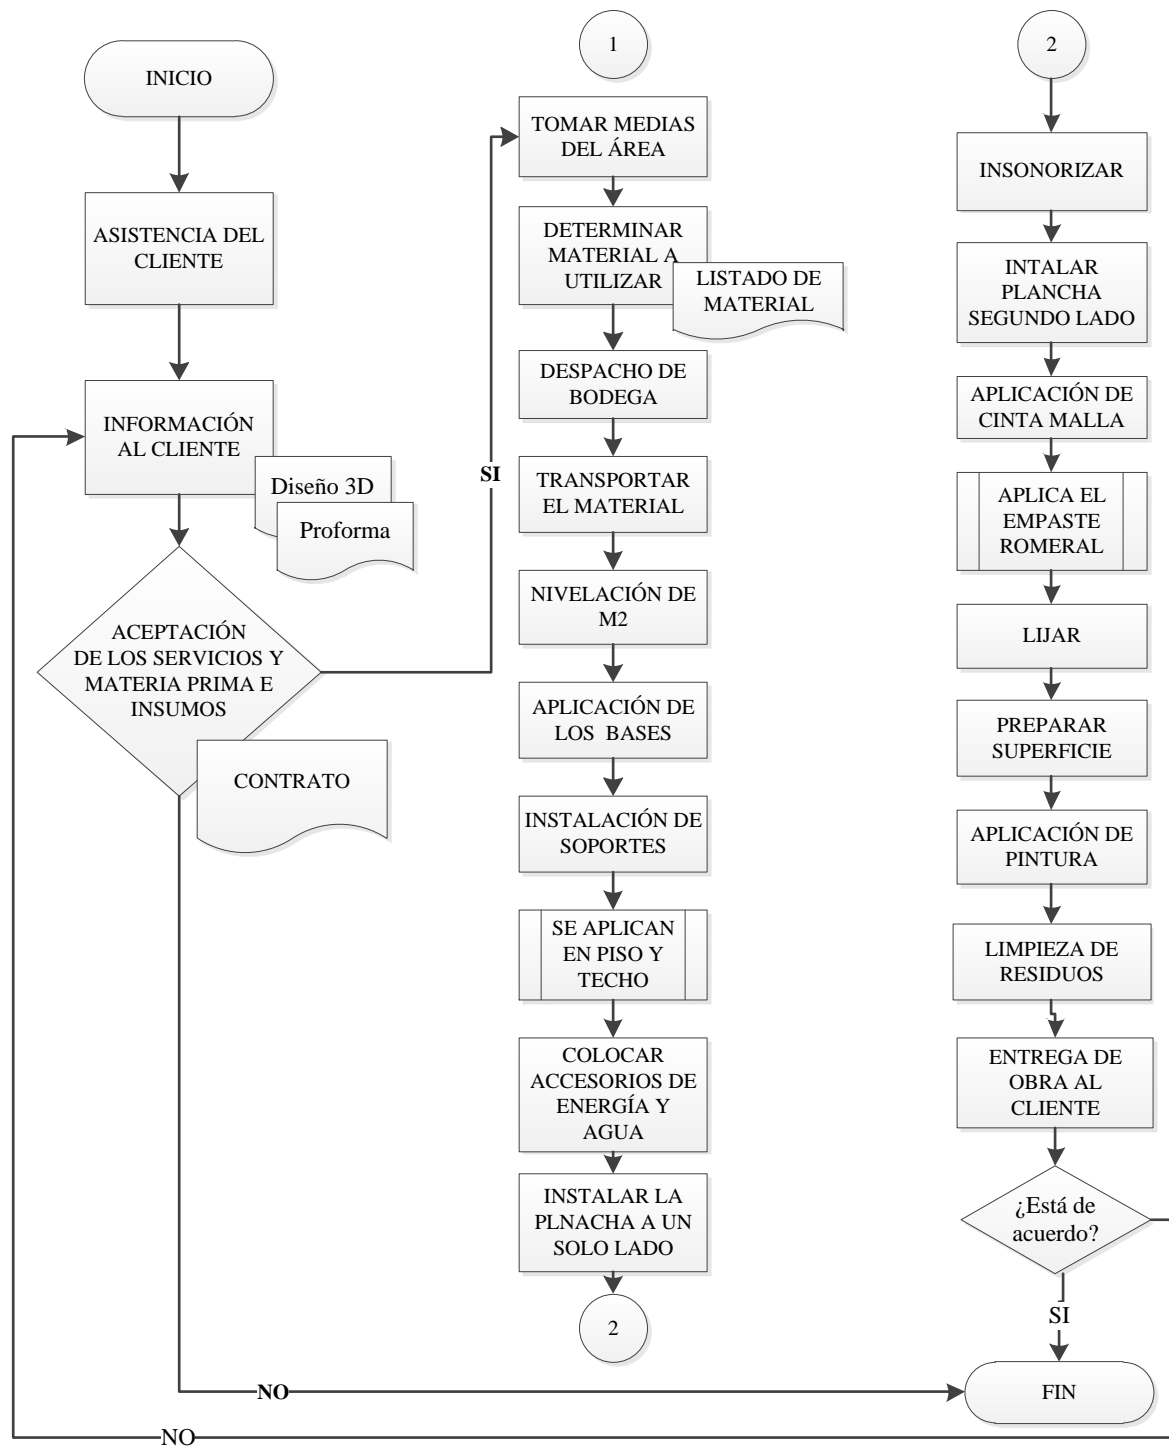 INICIO
ASISTENCIA DEL
CLIENTE
INFORMACIÓN
AL CLIENTE
Diseño 3D
Proforma
ACEPTACIÓN
DE LOS SERVICIOS Y
MATERIA PRIMA E
INSUMOS
CONTRATO
SI
NO
NO
1
TOMAR MEDIAS
DEL ÁREA
DETERMINAR
MATERIAL A
UTILIZAR
LISTADO DE
MATERIAL
DESPACHO DE
BODEGA
TRANSPORTAR
EL MATERIAL
NIVELACIÓN DE
M2
APLICACIÓN DE
LOS BASES
INSTALACIÓN DE
SOPORTES
SE APLICAN
EN PISO Y
TECHO
COLOCAR
ACCESORIOS DE
ENERGÍA Y
AGUA
INSTALAR LA
PLNACHA A UN
SOLO LADO
2
2
INSONORIZAR
INTALAR
PLANCHA
SEGUNDO LADO
APLICACIÓN DE
CINTA MALLA
APLICA EL
EMPASTE
ROMERAL
LIJAR
PREPARAR
SUPERFICIE
APLICACIÓN DE
PINTURA
LIMPIEZA DE
RESIDUOS
ENTREGA DE
OBRA AL
CLIENTE
¿Está de
acuerdo?
SI
FIN